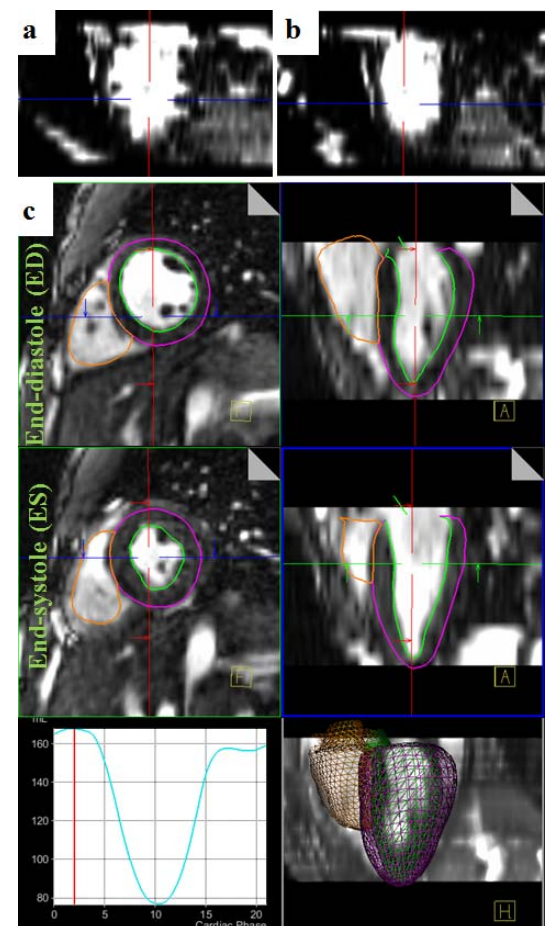 a
b
c
End-diastole (ED)
A
End-systole (ES)
F
A
mL
160
140
120
100
80
0
5
10
15
20
Cardiac Phase
H